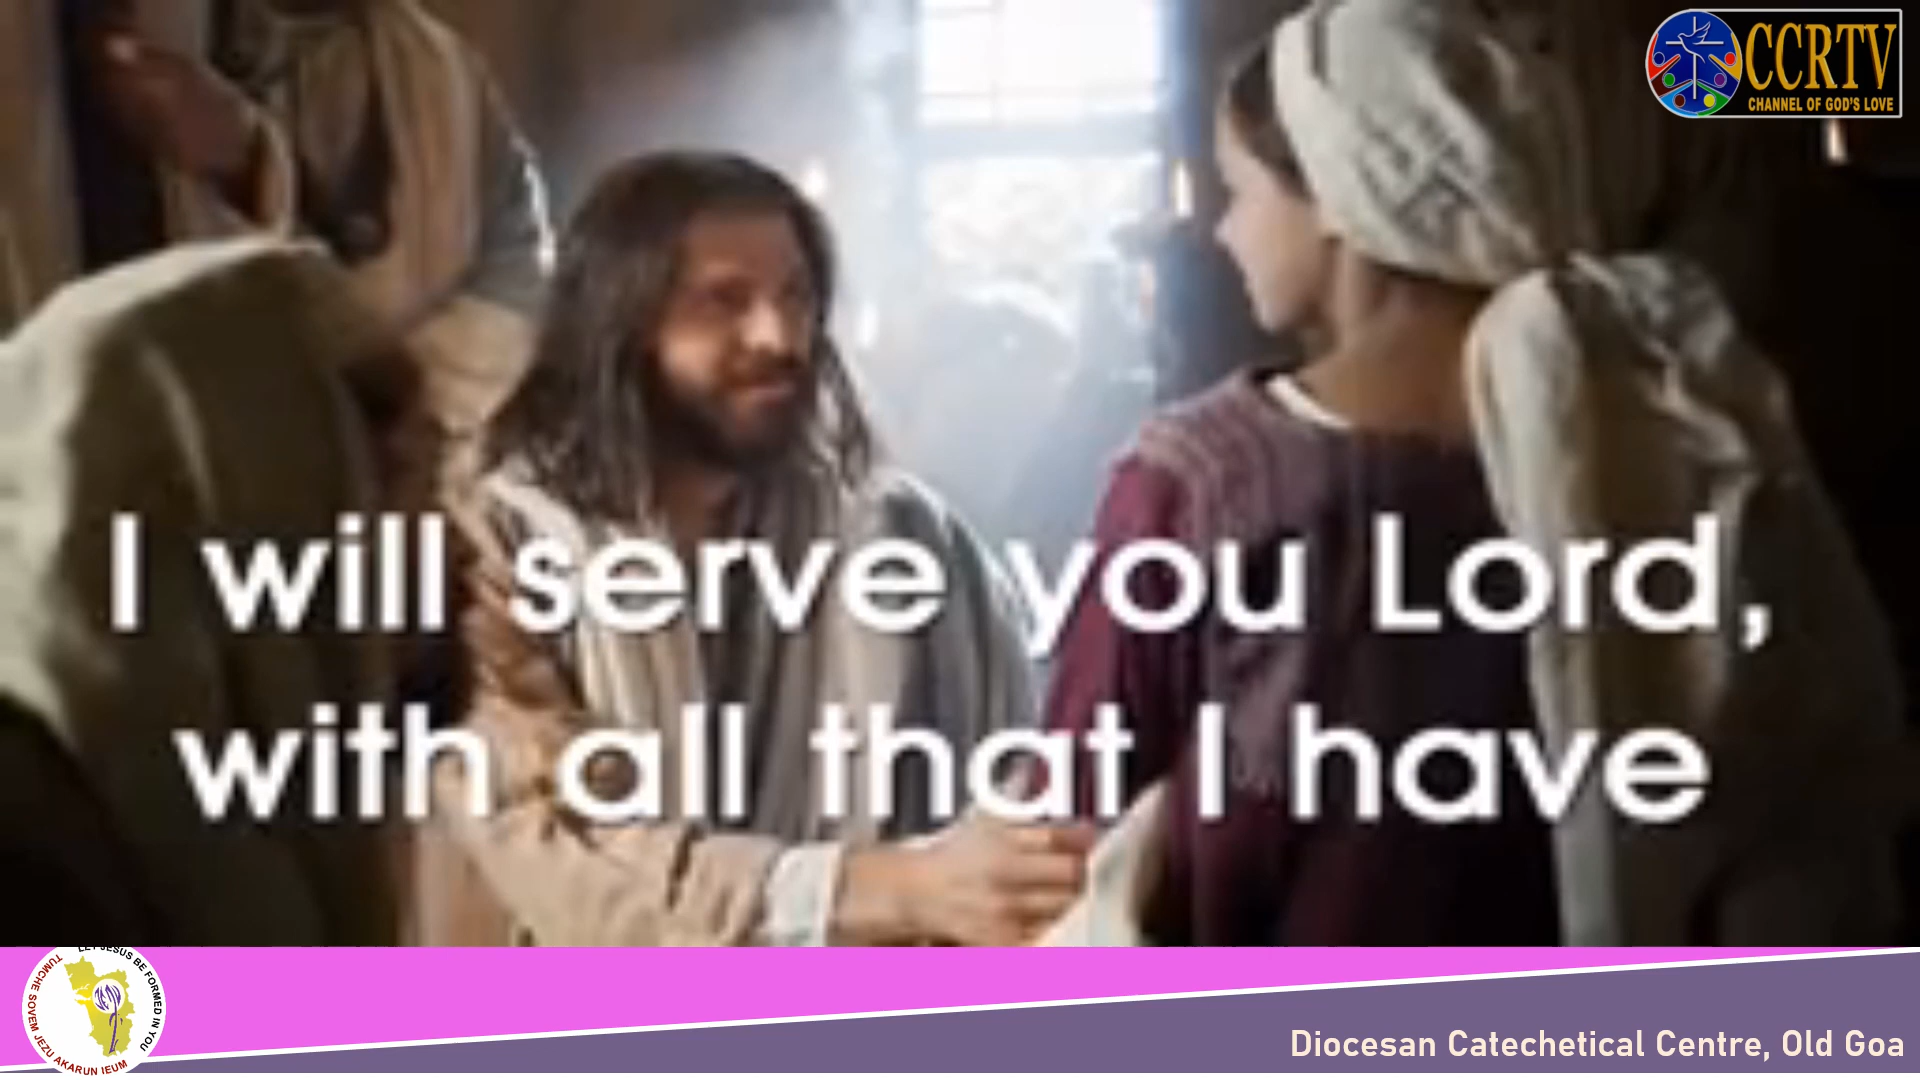 CCRTV
CHANNEL OF GOD'S LOVE
I will serve you Lord,
with all that I have
LET JESUS BE FORMED IN YOU
TUMCHE SOVEM JEZU AKARUN IEUM
Diocesan Catechetical Centre, Old Goa